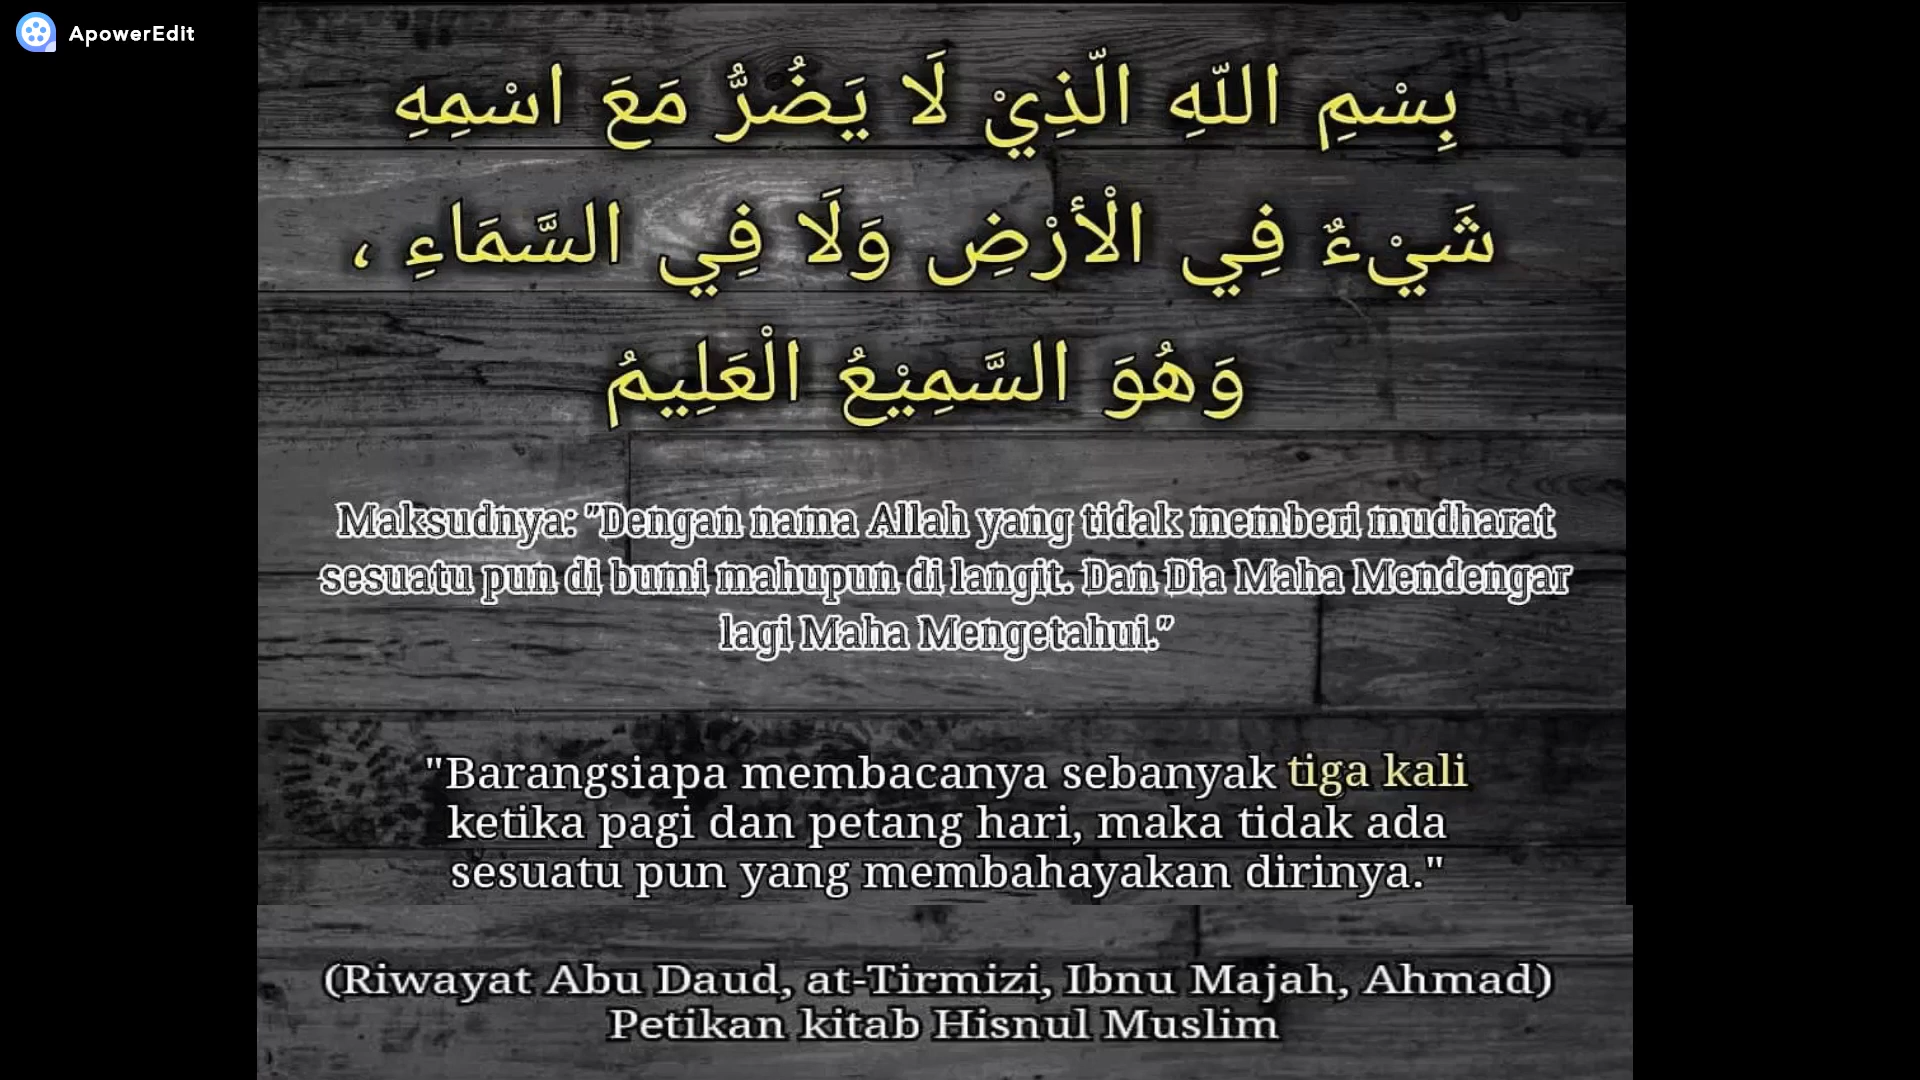 ApowerEdit
بِسْمِ اللّهِ الّذِيْ لَا يَضُرُّ مَعَ اسْمِهِ
شَيْءٌ فِي الْأرْضِ وَلَا فِي السَّمَاءِ ،
وَهُوَ السَّمِيْعُ الْعَلِيمُ
Maksudnya: "Dengan nama Allah yang tidak memberi mudharat
sesuatu pun di bumi mahupun di langit. Dan Dia Maha Mendengar
lagi Maha Mengetahui."
"Barangsiapa membacanya sebanyak tiga kali
ketika pagi dan petang hari, maka tidak ada
sesuatu pun yang membahayakan dirinya."
(Riwayat Abu Daud, at-Tirmizi, Ibnu Majah, Ahmad)
Petikan kitab Hisnul Muslim